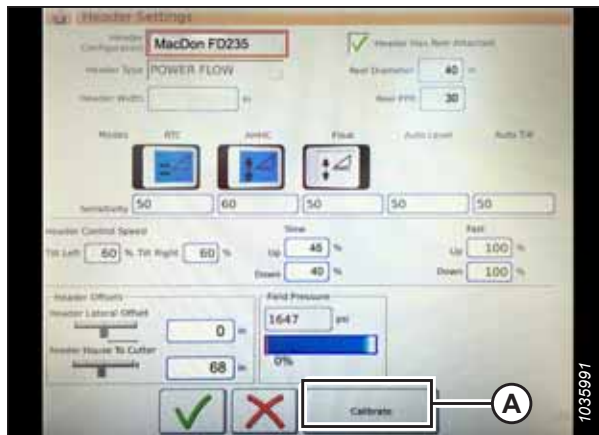 Header Settings
Header Configuration MacDon FD235 Header Has Reel Attached
Header Type POWER FLOW Reel Diameter 40 in
Header Width in Reel PPR 30
Modes RTC AHHC Float Auto Level Auto Tilt
Sensitivity 50 60 50 50 50
Header Control Speed Slow Fast
Tilt Left 60 % Tilt Right 60 % Up 45 % Up 100 %
Down 40 % Down 100 %
Header Offsets Field Pressure
Header Lateral Offset 1647 psi
0 in
Header House To Cutter
68 in 0%
Calibrate A
1035991